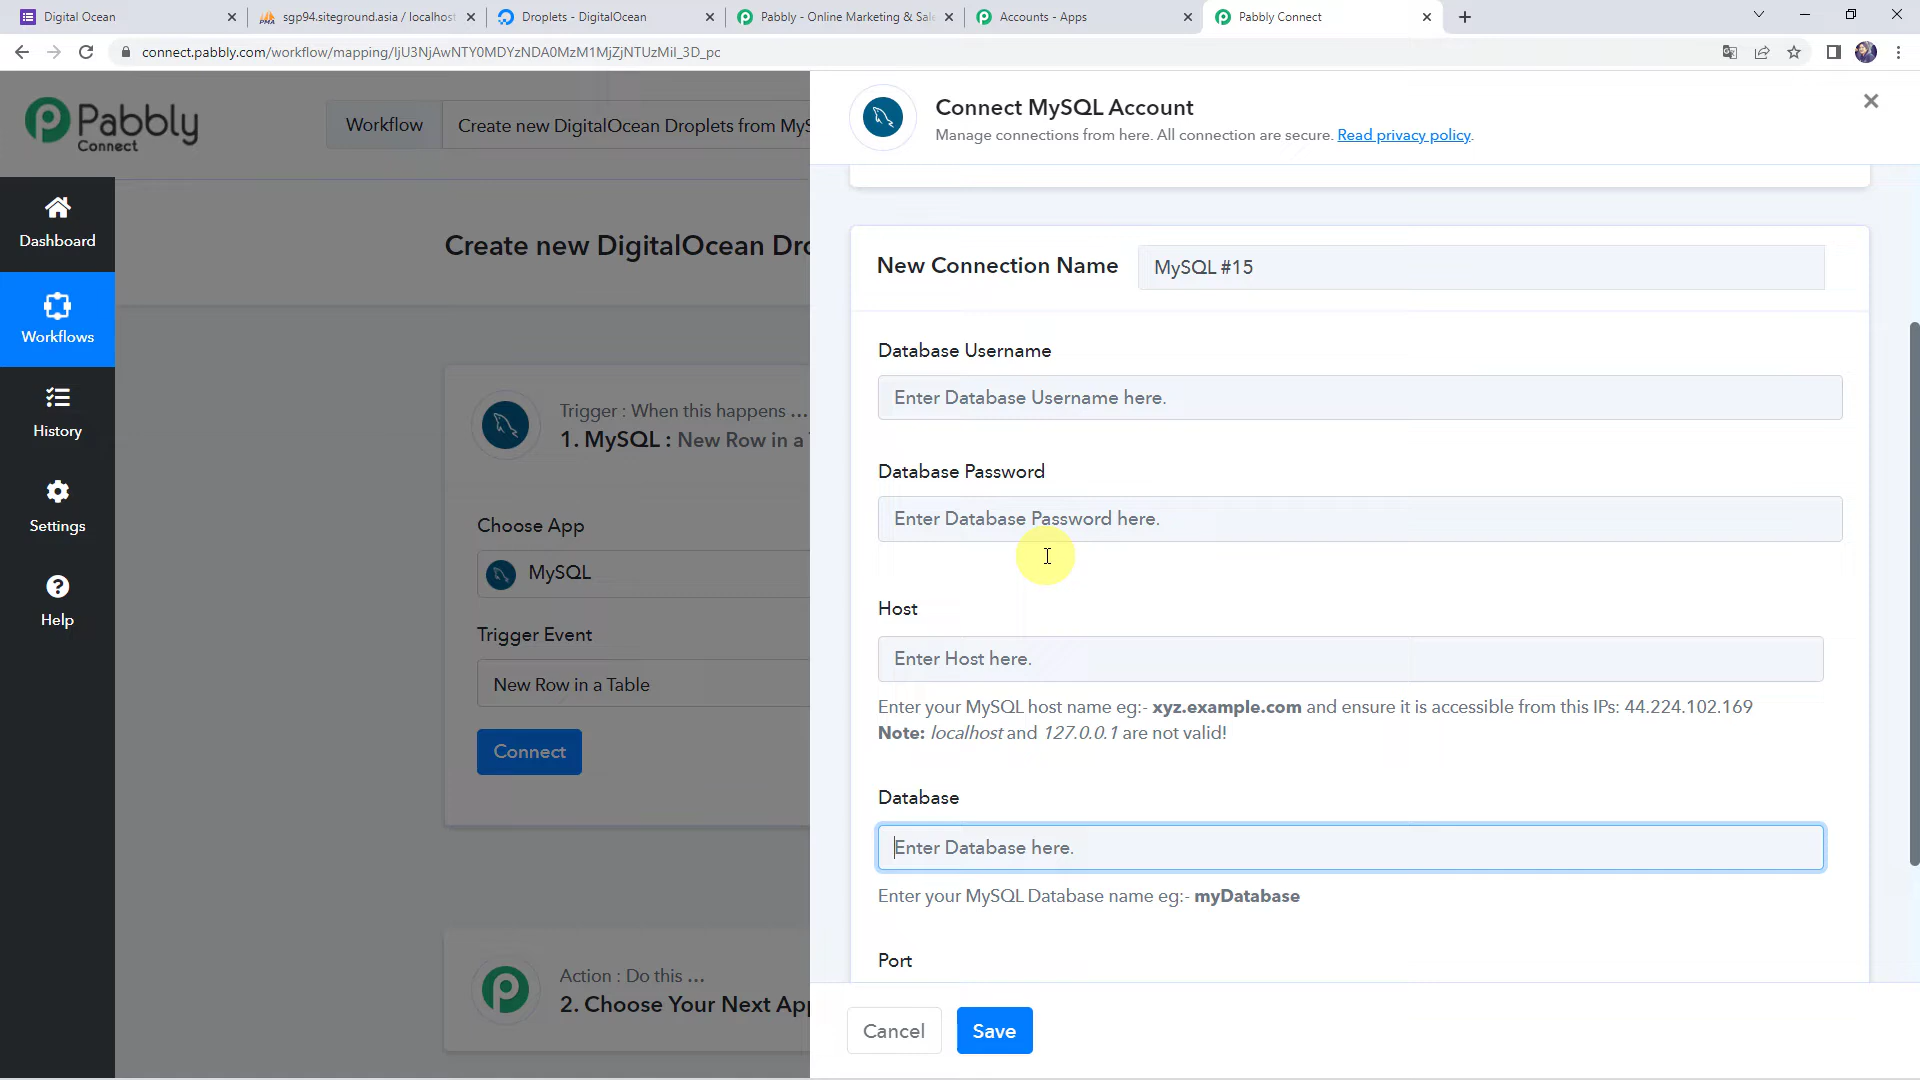 Digital Ocean
sgp94.siteground.asia / localhost
Droplets - DigitalOcean
Pabbly - Online Marketing & Sale
Accounts - Apps
Pabbly Connect
connect.pabbly.com/workflow/mapping/
Pabbly
Connect
Workflow
Create new DigitalOcean Droplets from MyS
Dashboard
Workflows
History
Settings
Help
Create new DigitalOcean Dro
Trigger : When this happens ...
1. MySQL : New Row in a T
Choose App
MySQL
Trigger Event
New Row in a Table
Connect
Action : Do this ...
2. Choose Your Next App
Connect MySQL Account
Manage connections from here. All connection are secure. Read privacy policy.
New Connection Name
MySQL #15
Database Username
Enter Database Username here.
Database Password
Enter Database Password here.
Host
Enter Host here.
Enter your MySQL host name eg:- xyz.example.com and ensure it is accessible from this IPs: 44.224.102.169
Note: localhost and 127.0.0.1 are not valid!
Database
Enter Database here.
Enter your MySQL Database name eg:- myDatabase
Port
Cancel
Save